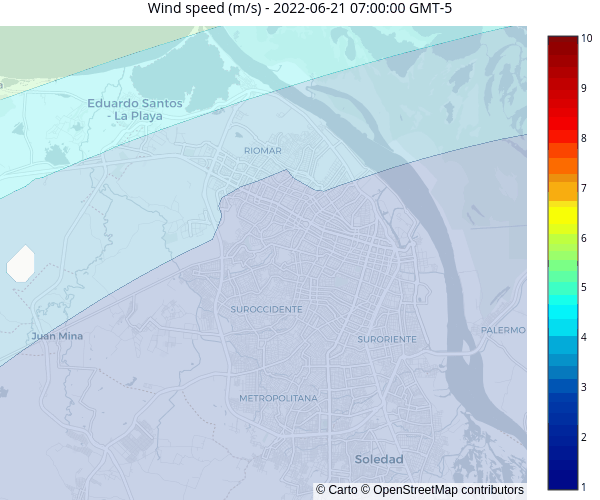 Wind speed (m/s) - 2022-06-21 07:00:00 GMT-5
10
9
8
7
6
5
4
3
2
1
Eduardo Santos
- La Playa
RIOMAR
SUROCCIDENTE
Juan Mina
SURORIENTE
PALERMO
METROPOLITANA
Soledad
© Carto © OpenStreetMap contributors